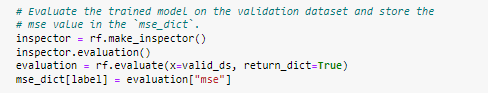 # Evaluate the trained model on the validation dataset and store the
# mse value in the `mse_dict`.
inspector = rf.make_inspector()
inspector.evaluation()
evaluation = rf.evaluate(x=valid_ds, return_dict=True)
mse_dict[label] = evaluation["mse"]